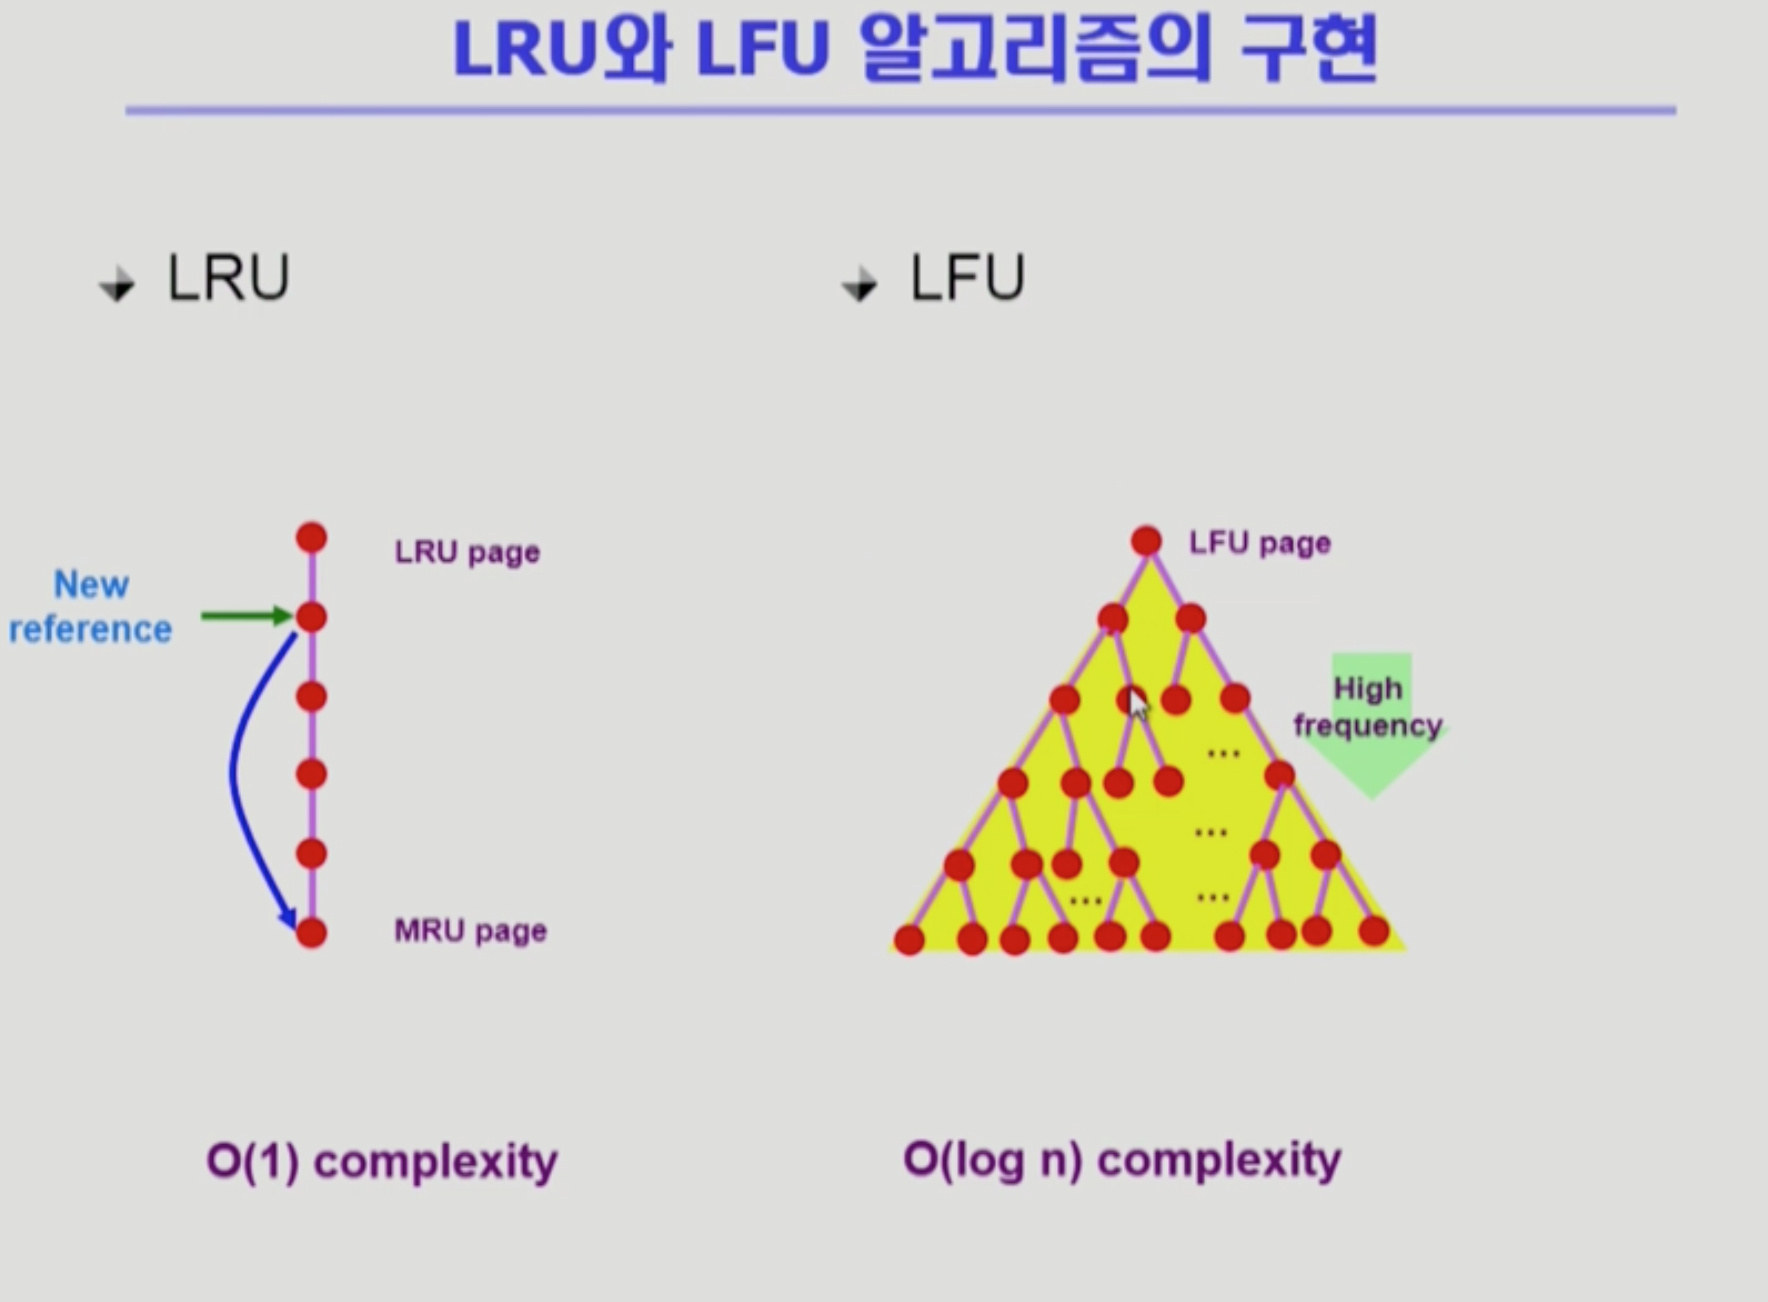 LRU와 LFU 알고리즘의 구현
LRU
LRU page
New
reference
MRU page
O(1) complexity
LFU
LFU page
High
frequency
...
...
...
...
O(log n) complexity